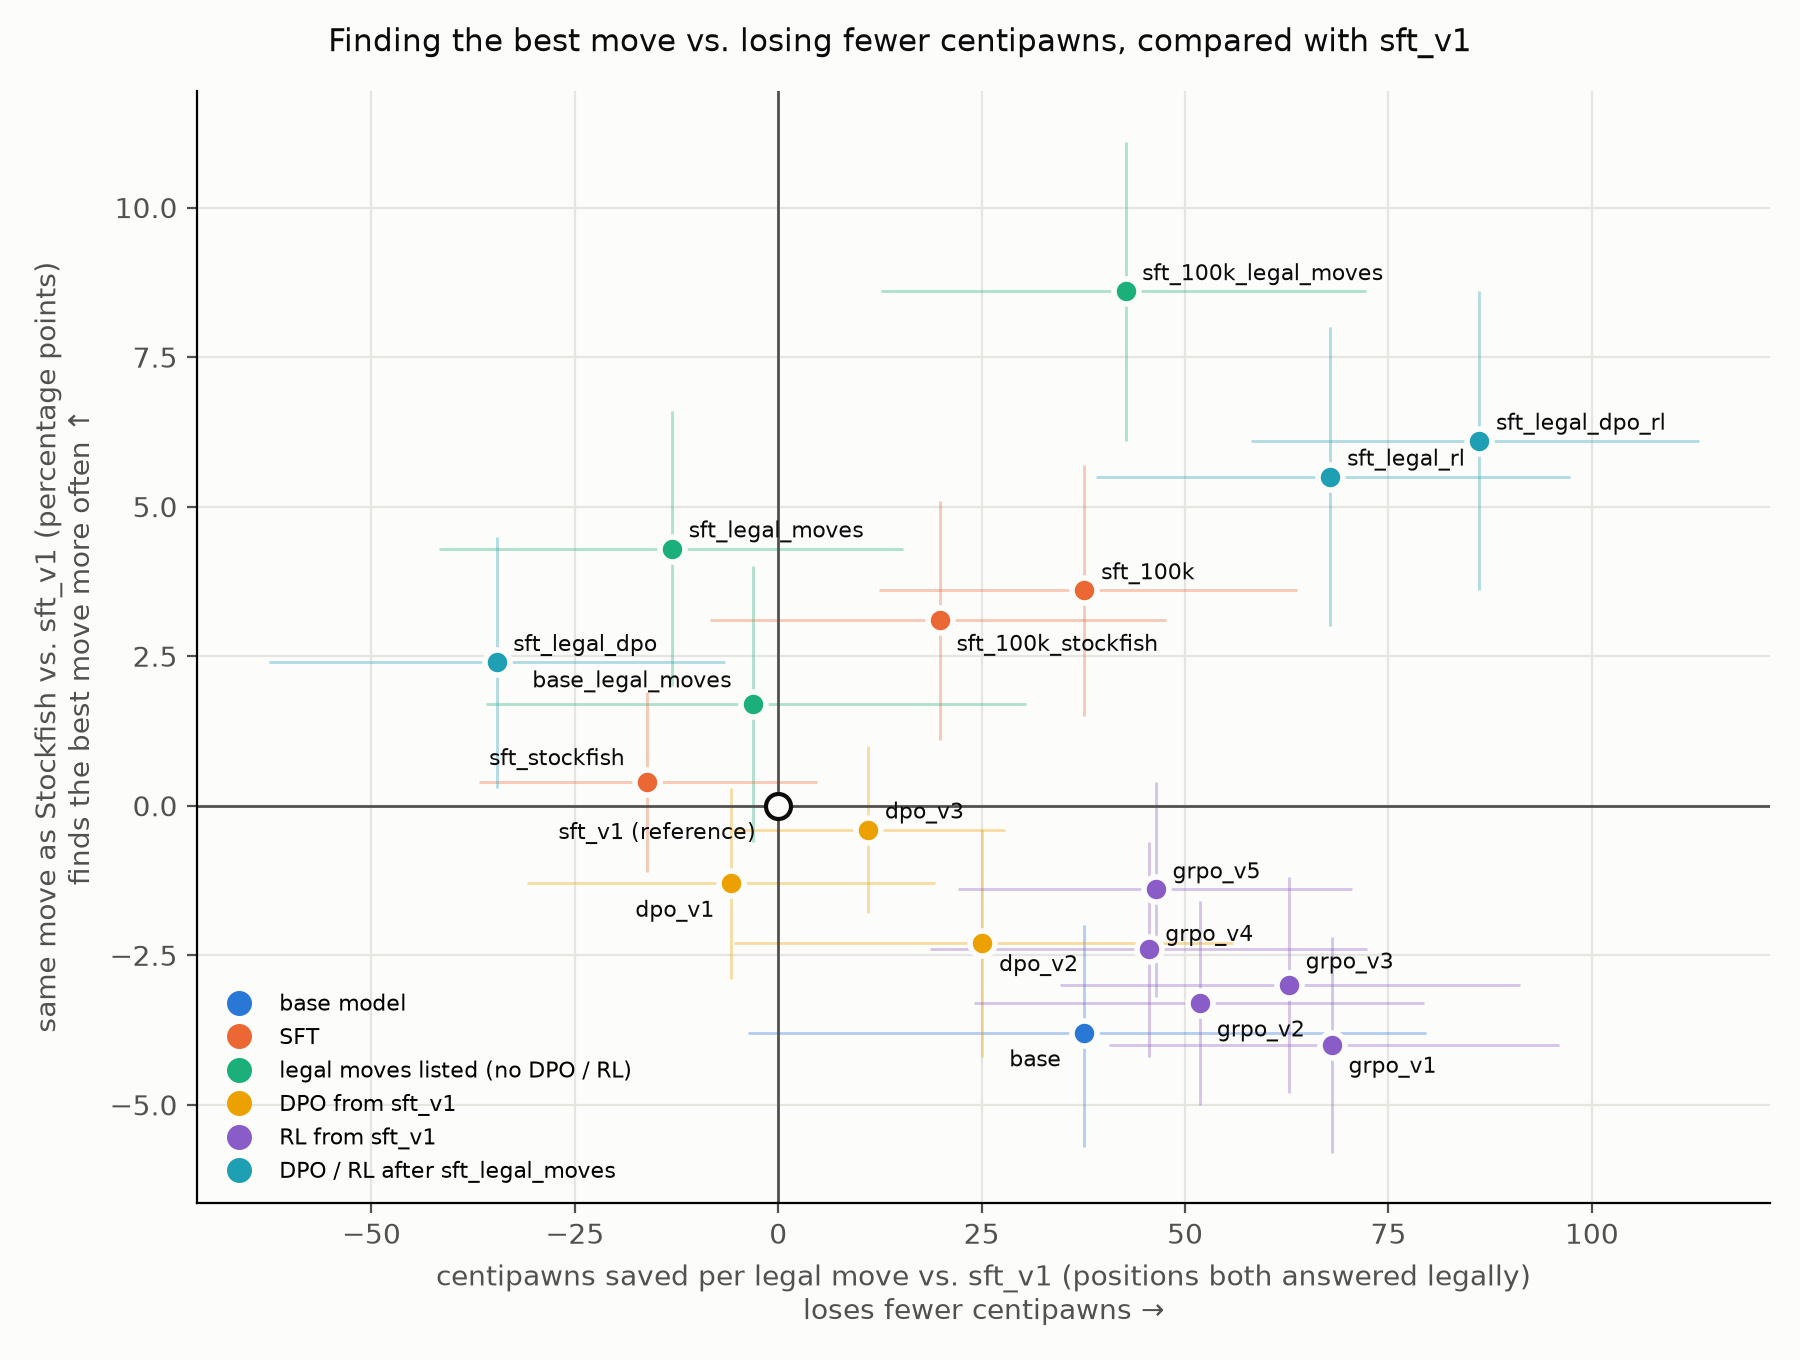 Finding the best move vs. losing fewer centipawns, compared with sft_v1
same move as Stockfish vs. sft_v1 (percentage points)
finds the best move more often ↑
10.0
7.5
5.0
2.5
0.0
−2.5
−5.0
sft_100k_legal_moves
sft_legal_dpo_rl
sft_legal_rl
sft_legal_moves
sft_100k
sft_100k_stockfish
sft_legal_dpo
base_legal_moves
sft_stockfish
dpo_v3
sft_v1 (reference)
grpo_v5
dpo_v1
grpo_v4
dpo_v2
grpo_v3
grpo_v2
base
grpo_v1
base model
SFT
legal moves listed (no DPO / RL)
DPO from sft_v1
RL from sft_v1
DPO / RL after sft_legal_moves
−50
−25
0
25
50
75
100
centipawns saved per legal move vs. sft_v1 (positions both answered legally)
loses fewer centipawns →